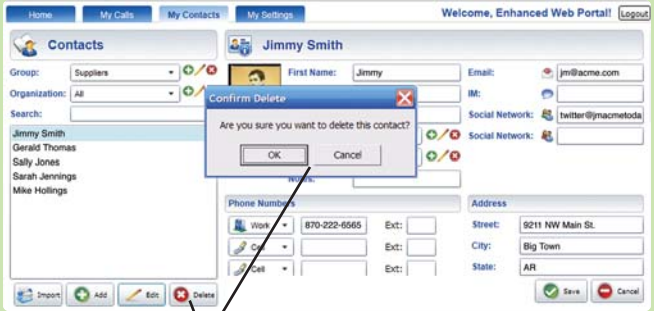 Home My Calls My Contacts My Settings Welcome, Enhanced Web Portal! Logout
Contacts
Group: Suppliers
Organization: All
Search:
Jimmy Smith
Gerald Thomas
Sally Jones
Sarah Jennings
Mike Hollings
Import Add Edit Delete
Jimmy Smith
First Name: Jimmy
Confirm Delete
Are you sure you want to delete this contact?
OK Cancel
Notes:
Email: jm@acme.com
IM:
Social Network: twitter@jmacmetoda
Social Network:
Phone Numbers
Work 870-222-6565 Ext:
Cell Ext:
Cell Ext:
Address
Street: 9211 NW Main St.
City: Big Town
State: AR
Save Cancel